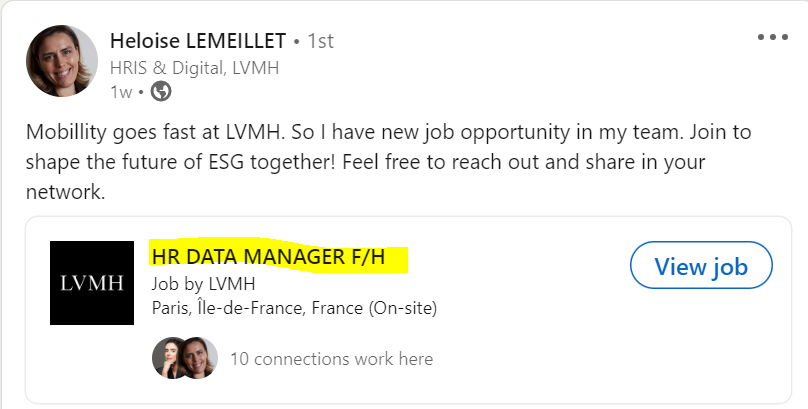 Heloise LEMEILLET • 1st
HRIS & Digital, LVMH
1w •
Mobillity goes fast at LVMH. So I have new job opportunity in my team. Join to
shape the future of ESG together! Feel free to reach out and share in your
network.
LVMH
HR DATA MANAGER F/H
Job by LVMH
Paris, Île-de-France, France (On-site)
View job
10 connections work here